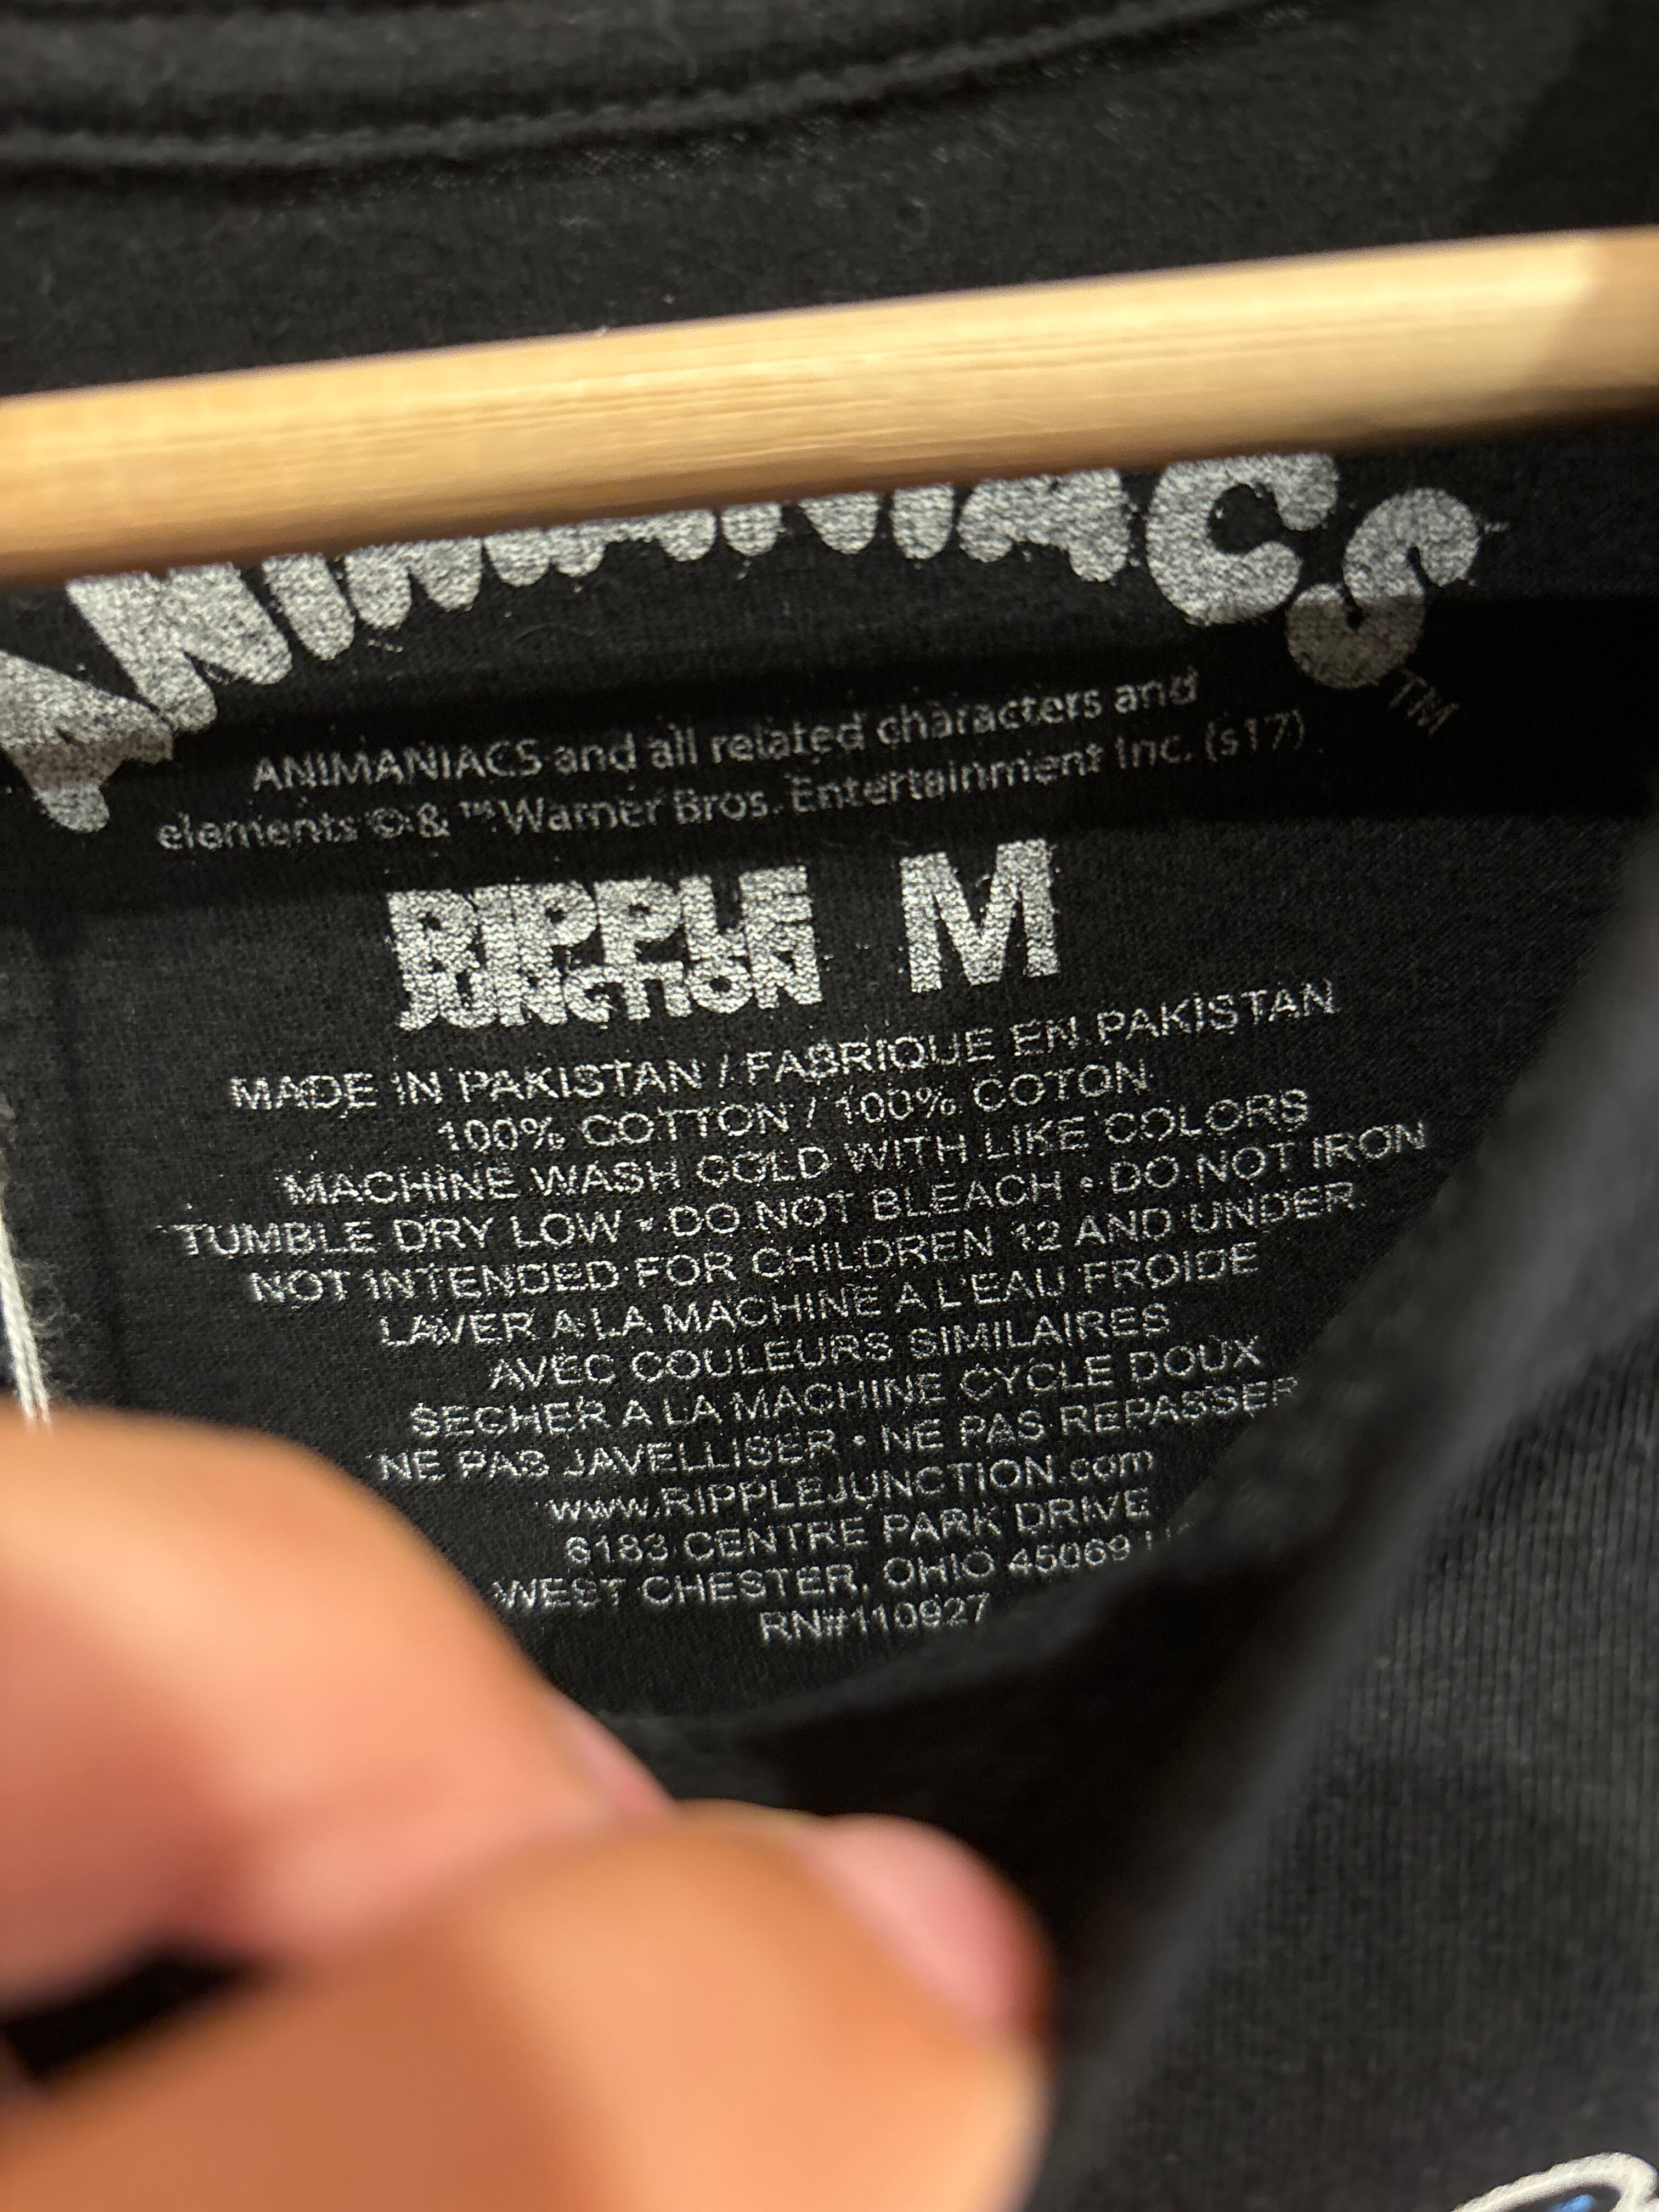 ANIMANIACS™
ANIMANIACS and all related characters and
elements © & ™ Warner Bros. Entertainment Inc. (s17)
RIPPLE JUNCTION M
MADE IN PAKISTAN / FABRIQUE EN PAKISTAN
100% COTTON / 100% COTON
MACHINE WASH COLD WITH LIKE COLORS
TUMBLE DRY LOW • DO NOT BLEACH • DO NOT IRON
NOT INTENDED FOR CHILDREN 12 AND UNDER.
LAVER A LA MACHINE A L'EAU FROIDE
AVEC COULEURS SIMILAIRES
SECHER A LA MACHINE CYCLE DOUX
NE PAS JAVELLISER • NE PAS REPASSER
www.RIPPLEJUNCTION.com
6183 CENTRE PARK DRIVE
WEST CHESTER, OHIO 45069
RN#110927